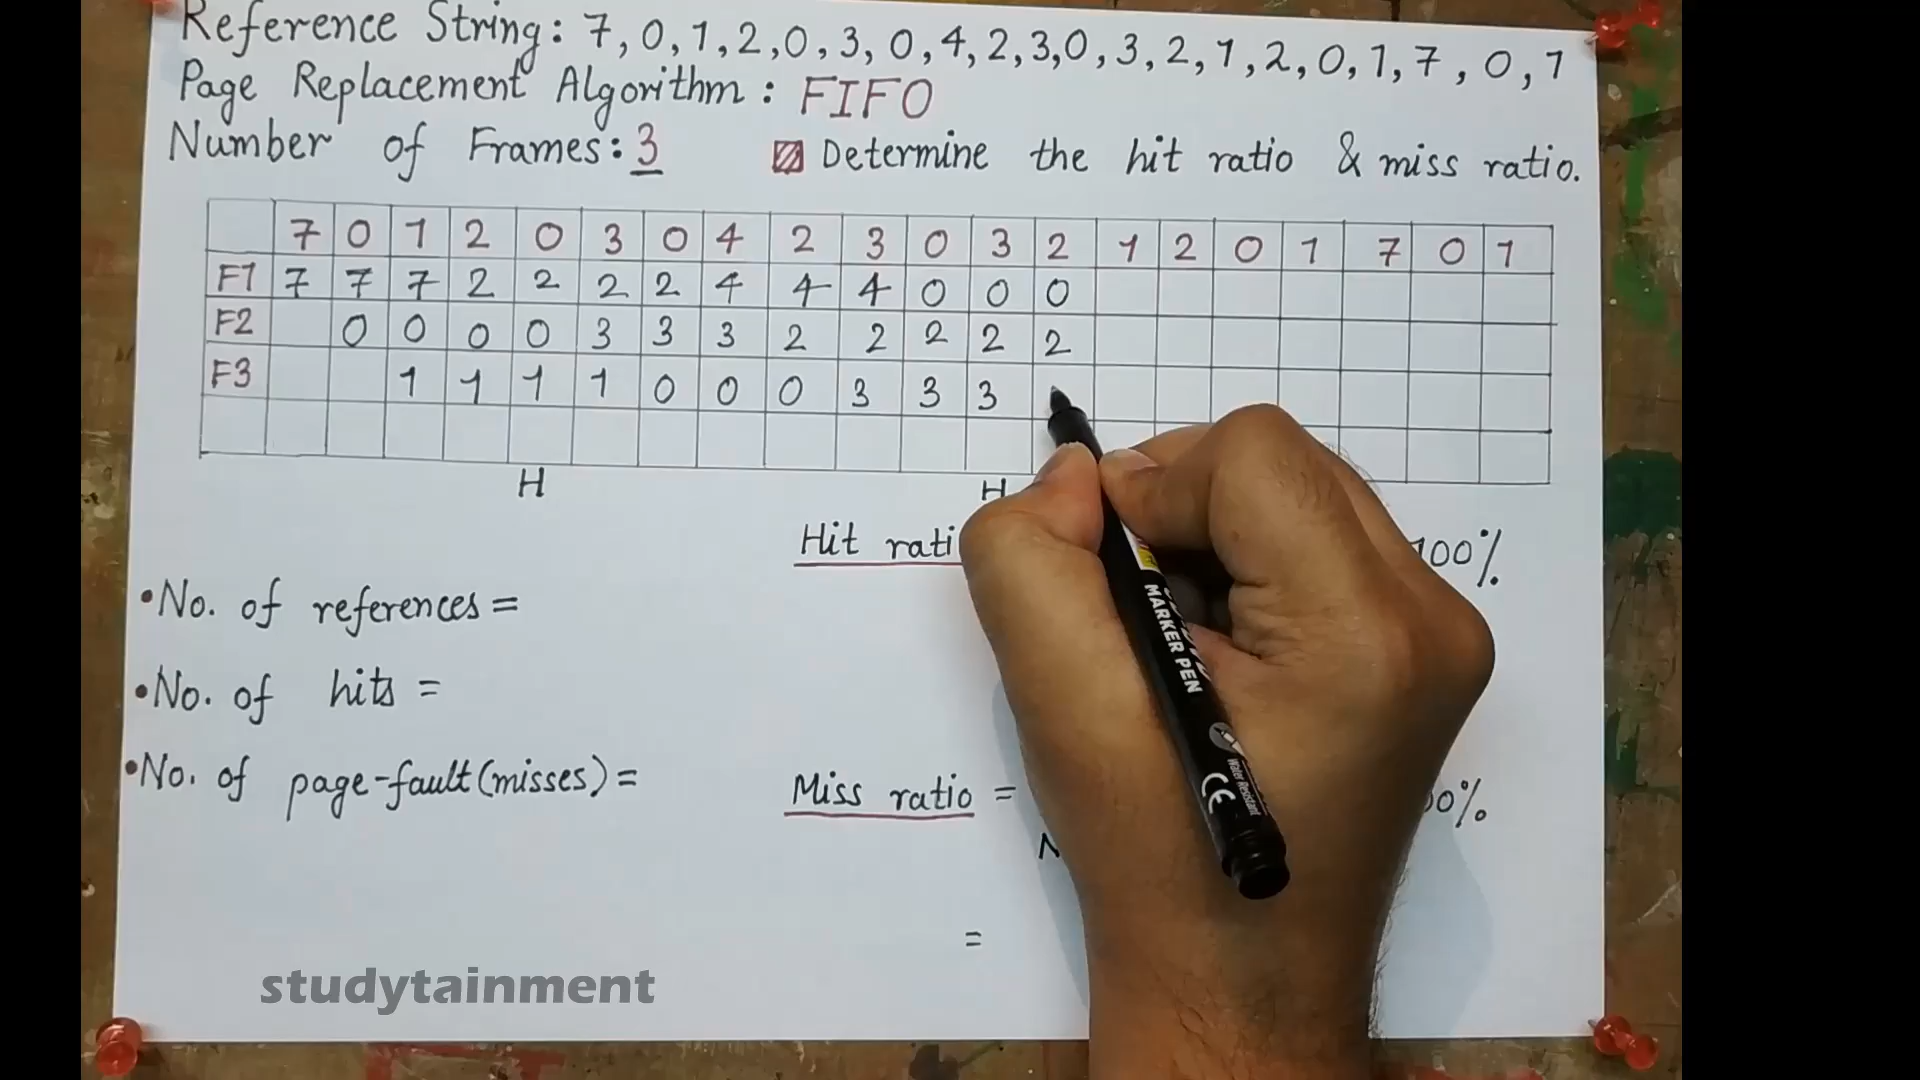 Reference String: 7, 0, 1, 2, 0, 3, 0, 4, 2, 3, 0, 3, 2, 1, 2, 0, 1, 7, 0, 1
Page Replacement Algorithm: FIFO
Number of Frames: 3 Determine the hit ratio & miss ratio.
7 0 1 2 0 3 0 4 2 3 0 3 2 1 2 0 1 7 0 1
F1 7 7 7 2 2 2 2 4 4 4 0 0 0
F2 0 0 0 0 3 3 3 2 2 2 2 2
F3 1 1 1 1 0 0 0 3 3 3
H H
Hit 100%
• No. of references =
• No. of hits =
• No. of page-fault(misses) =
Miss ratio = 0%
=
studytainment
MARKER PEN
Water Resistant
CE